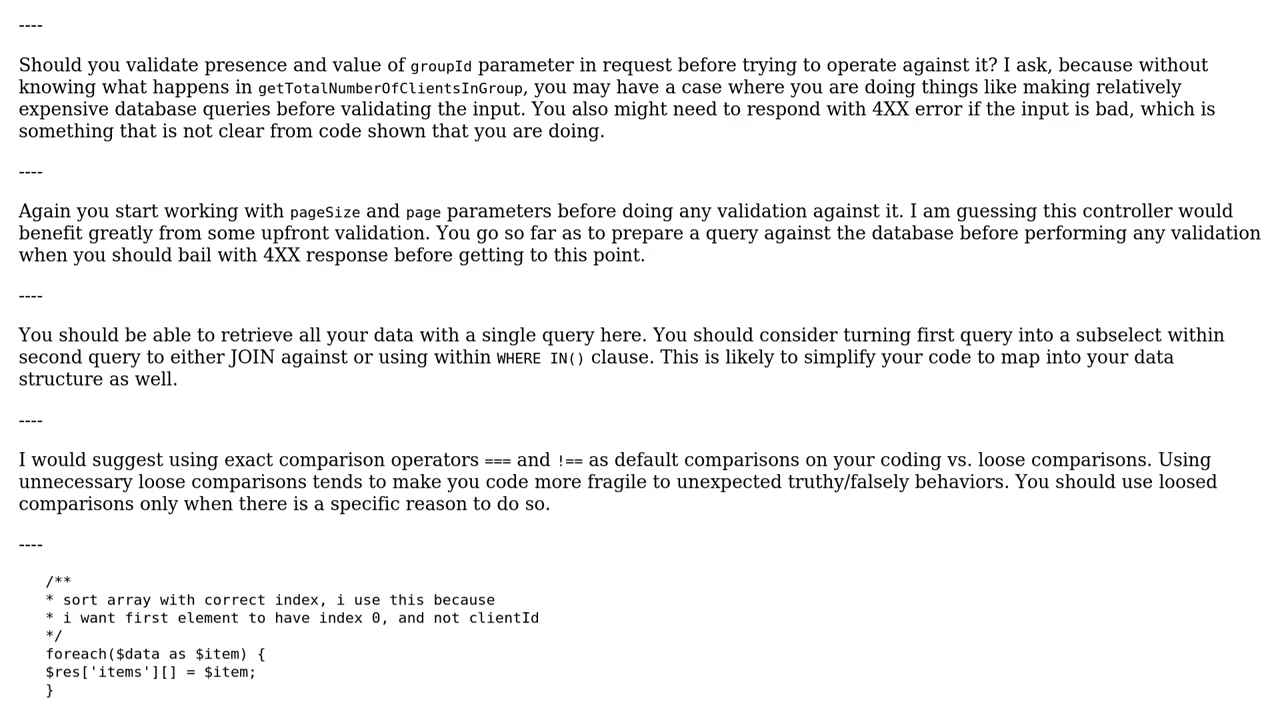 ----
Should you validate presence and value of groupId parameter in request before trying to operate against it? I ask, because without
knowing what happens in getTotalNumberOfClientsInGroup, you may have a case where you are doing things like making relatively
expensive database queries before validating the input. You also might need to respond with 4XX error if the input is bad, which is
something that is not clear from code shown that you are doing.
----
Again you start working with pageSize and page parameters before doing any validation against it. I am guessing this controller would
benefit greatly from some upfront validation. You go so far as to prepare a query against the database before performing any validation
when you should bail with 4XX response before getting to this point.
----
You should be able to retrieve all your data with a single query here. You should consider turning first query into a subselect within
second query to either JOIN against or using within WHERE IN() clause. This is likely to simplify your code to map into your data
structure as well.
----
I would suggest using exact comparison operators === and !== as default comparisons on your coding vs. loose comparisons. Using
unnecessary loose comparisons tends to make you code more fragile to unexpected truthy/falsely behaviors. You should use loosed
comparisons only when there is a specific reason to do so.
----
/**
* sort array with correct index, i use this because
* i want first element to have index 0, and not clientId
*/
foreach($data as $item) {
$res['items'][] = $item;
}